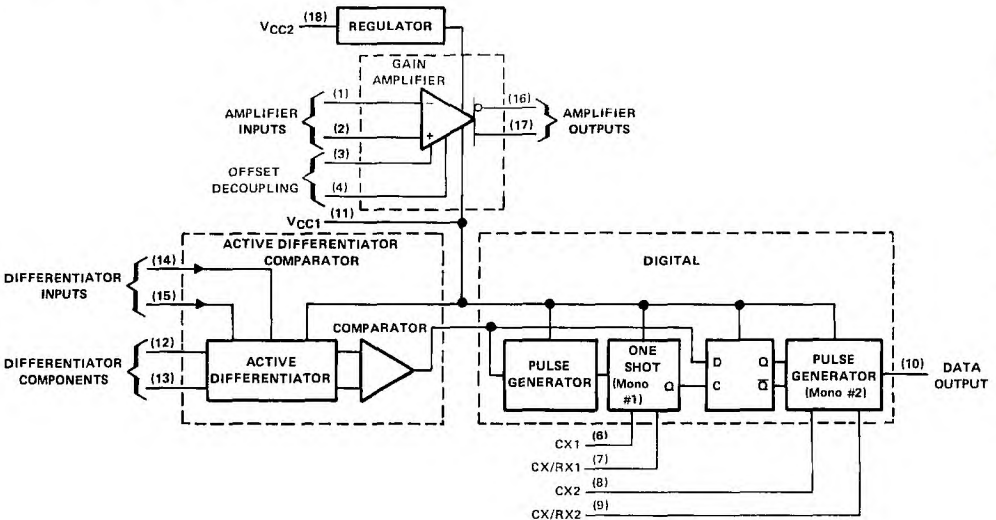 VCC2 (18) REGULATOR
GAIN
AMPLIFIER
AMPLIFIER
INPUTS
(1)
(2)
−
+
(16)
(17)
AMPLIFIER
OUTPUTS
OFFSET
DECOUPLING
(3)
(4)
VCC1 (11)
ACTIVE DIFFERENTIATOR
COMPARATOR
DIFFERENTIATOR
INPUTS
(14)
(15)
DIFFERENTIATOR
COMPONENTS
(12)
(13)
ACTIVE
DIFFERENTIATOR
COMPARATOR
DIGITAL
PULSE
GENERATOR
ONE
SHOT
(Mono
#1)
Q
D Q
C Q̅
PULSE
GENERATOR
(Mono #2)
(10)
DATA
OUTPUT
CX1 (6)
CX/RX1 (7)
CX2 (8)
CX/RX2 (9)